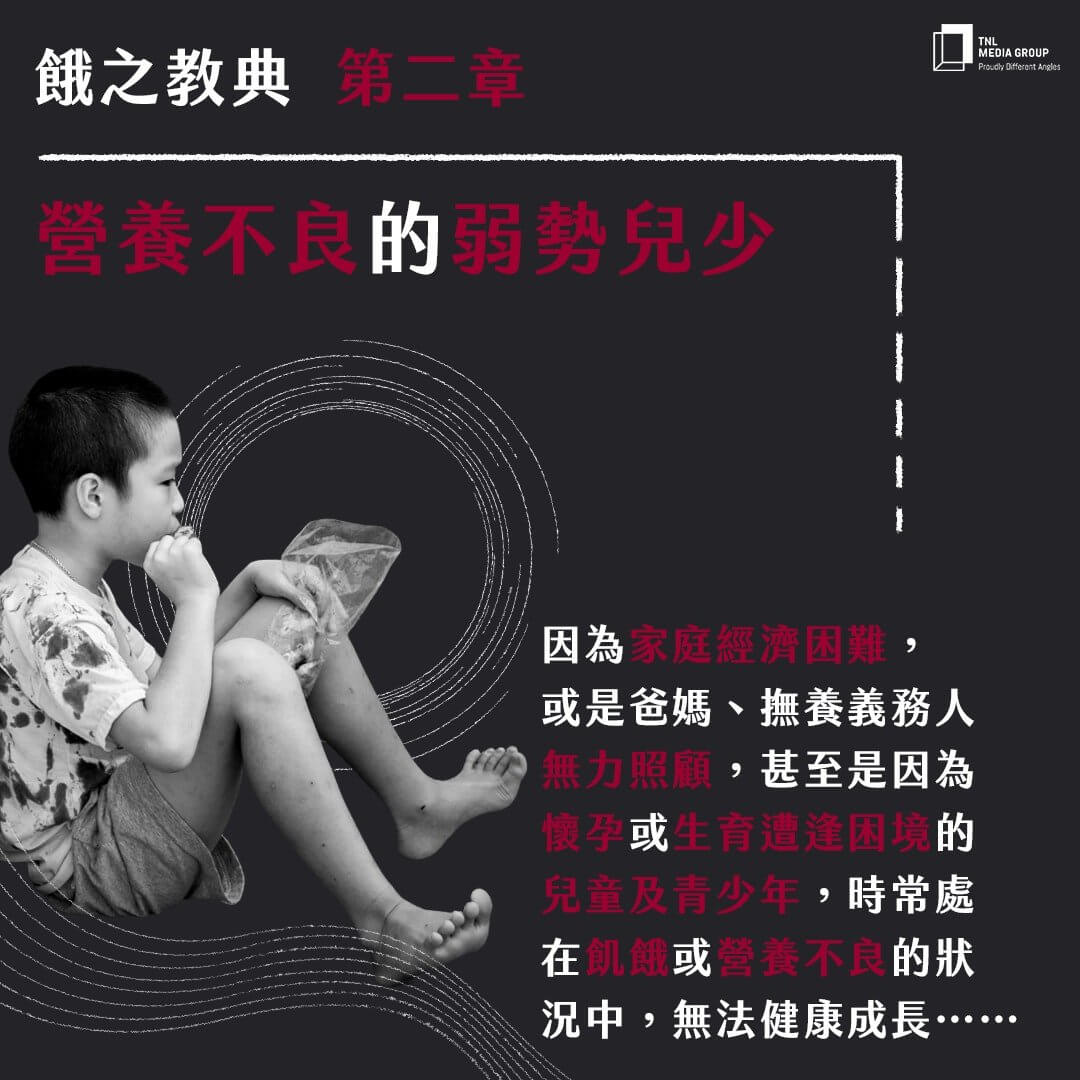 餓之教典 第二章
TNL
MEDIA GROUP
Proudly Different Angles
營養不良的弱勢兒少
因為家庭經濟困難，
或是爸媽、撫養義務人
無力照顧，甚至是因為
懷孕或生育遭逢困境的
兒童及青少年，時常處
在飢餓或營養不良的狀
況中，無法健康成長⋯⋯